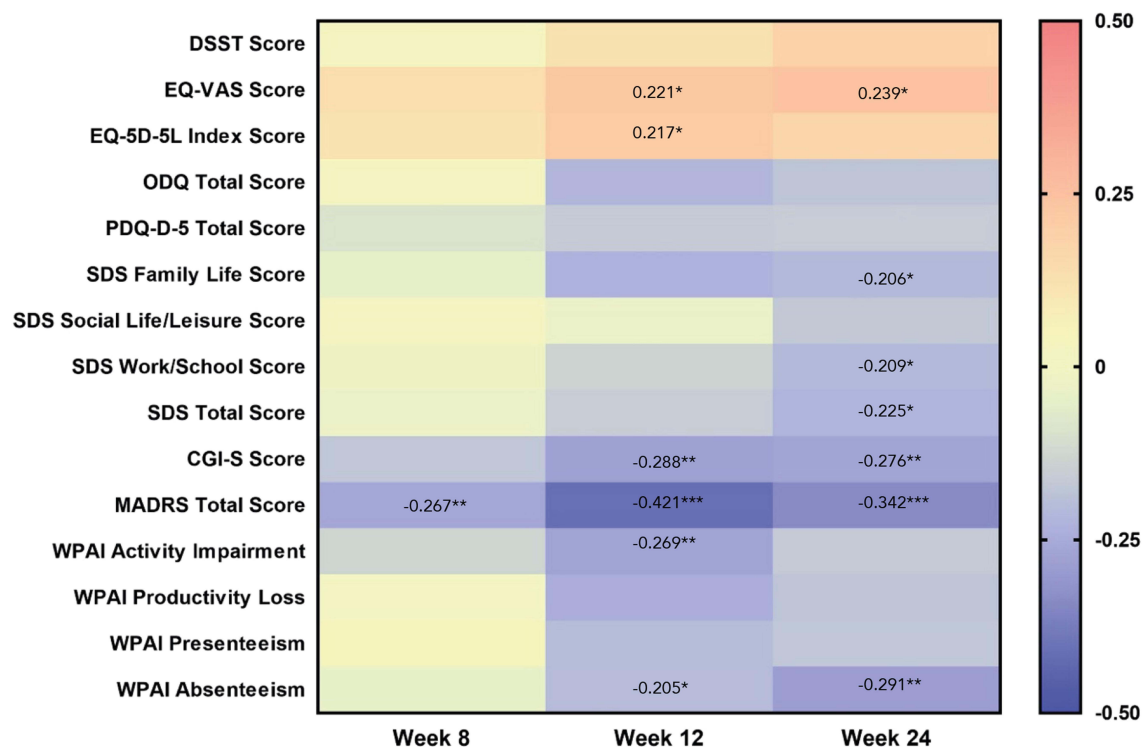 DSST Score
EQ-VAS Score 0.221* 0.239*
EQ-5D-5L Index Score 0.217*
ODQ Total Score
PDQ-D-5 Total Score
SDS Family Life Score -0.206*
SDS Social Life/Leisure Score
SDS Work/School Score -0.209*
SDS Total Score -0.225*
CGI-S Score -0.288** -0.276**
MADRS Total Score -0.267** -0.421*** -0.342***
WPAI Activity Impairment -0.269**
WPAI Productivity Loss
WPAI Presenteeism
WPAI Absenteeism -0.205* -0.291**
Week 8 Week 12 Week 24
0.50
0.25
0
-0.25
-0.50